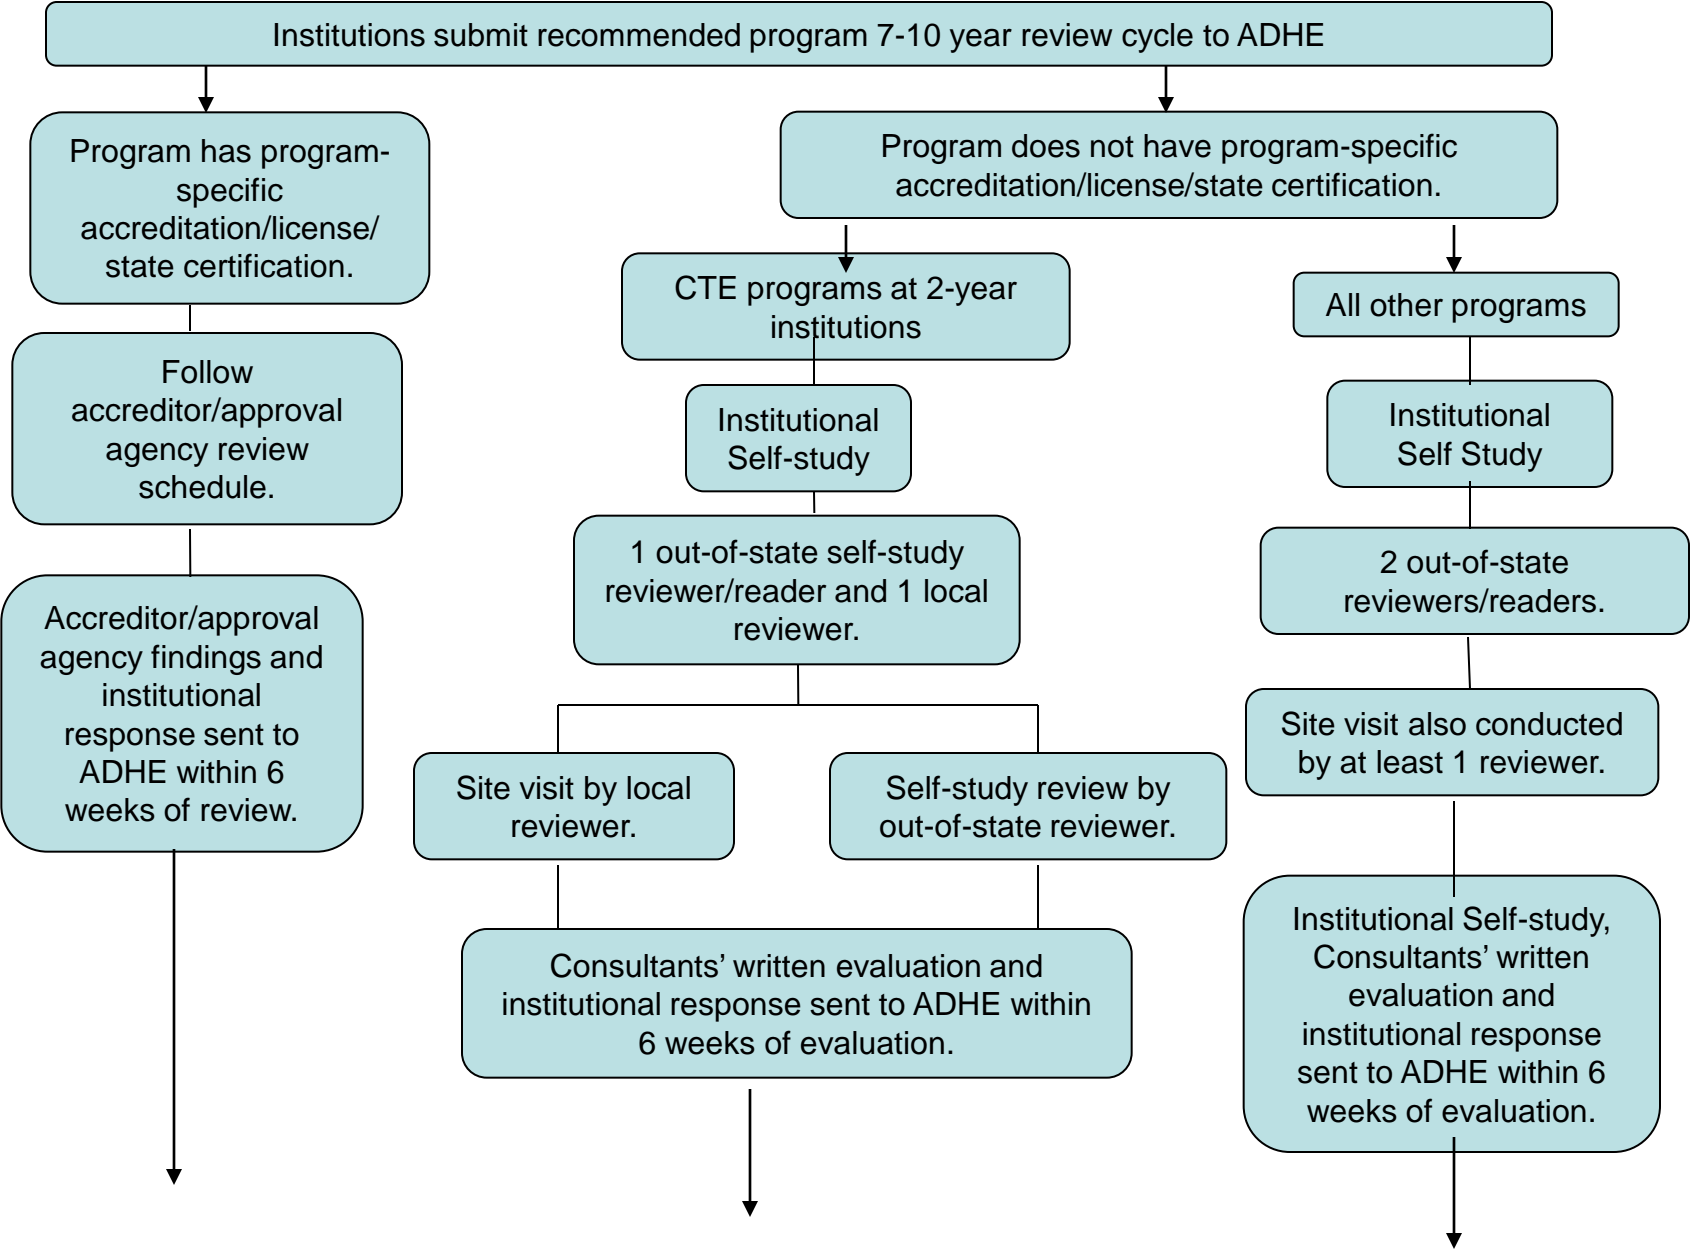 Institutions submit recommended program 7-10 year review cycle to ADHE
Program has program-
specific
accreditation/license/
state certification.
Follow
accreditor/approval
agency review
schedule.
Accreditor/approval
agency findings and
institutional
response sent to
ADHE within 6
weeks of review.
Program does not have program-specific
accreditation/license/state certification.
CTE programs at 2-year
institutions
Institutional
Self-study
1 out-of-state self-study
reviewer/reader and 1 local
reviewer.
Site visit by local
reviewer.
Self-study review by
out-of-state reviewer.
Consultants’ written evaluation and
institutional response sent to ADHE within
6 weeks of evaluation.
All other programs
Institutional
Self Study
2 out-of-state
reviewers/readers.
Site visit also conducted
by at least 1 reviewer.
Institutional Self-study,
Consultants’ written
evaluation and
institutional response
sent to ADHE within 6
weeks of evaluation.